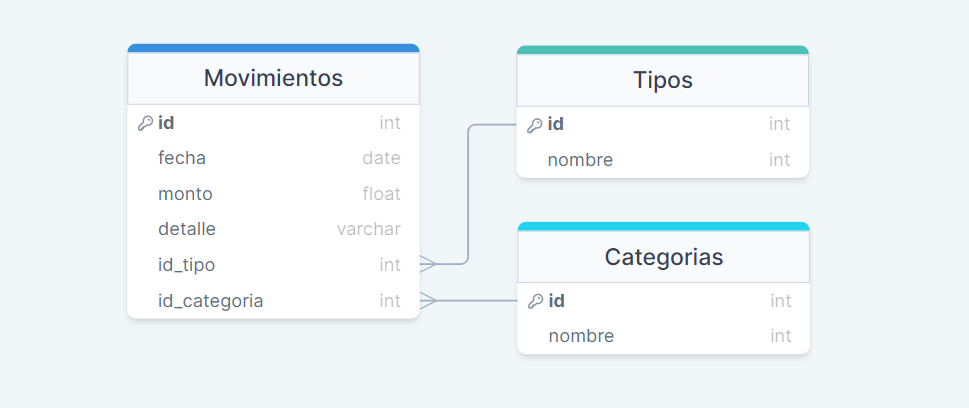 Movimientos
id int
fecha date
monto float
detalle varchar
id_tipo int
id_categoria int
Tipos
id int
nombre int
Categorias
id int
nombre int